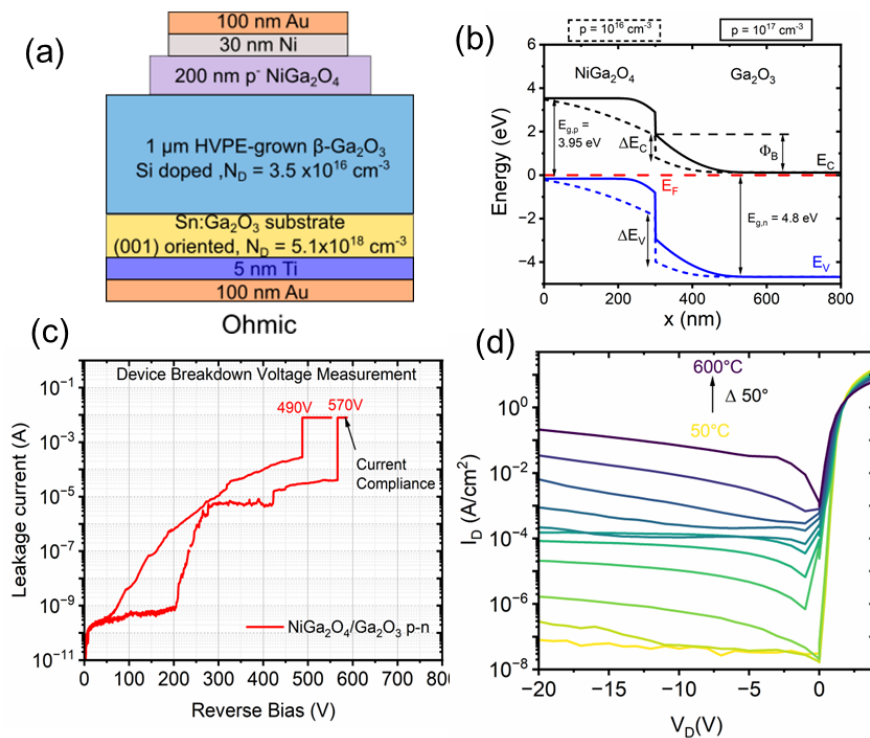 (a)
100 nm Au
30 nm Ni
200 nm p⁻ NiGa₂O₄
1 μm HVPE-grown β-Ga₂O₃
Si doped ,N_D = 3.5 x10¹⁶ cm⁻³
Sn:Ga₂O₃ substrate
(001) oriented, N_D = 5.1x10¹⁸ cm⁻³
5 nm Ti
100 nm Au
Ohmic
(b)
p = 10¹⁶ cm⁻³
p = 10¹⁷ cm⁻³
NiGa₂O₄
Ga₂O₃
E_g,p =
3.95 eV
ΔE_C
Φ_B
E_C
E_F
E_g,n = 4.8 eV
ΔE_V
E_V
Energy (eV)
6
4
2
0
−2
−4
0
200
400
600
800
x (nm)
(c)
Device Breakdown Voltage Measurement
490V
570V
Current
Compliance
NiGa₂O₄/Ga₂O₃ p-n
Leakage current (A)
10⁻¹
10⁻³
10⁻⁵
10⁻⁷
10⁻⁹
10⁻¹¹
0
100
200
300
400
500
600
700
800
Reverse Bias (V)
(d)
600°C
Δ 50°
50°C
I_D (A/cm²)
10⁰
10⁻²
10⁻⁴
10⁻⁶
10⁻⁸
−20
−15
−10
−5
0
V_D(V)